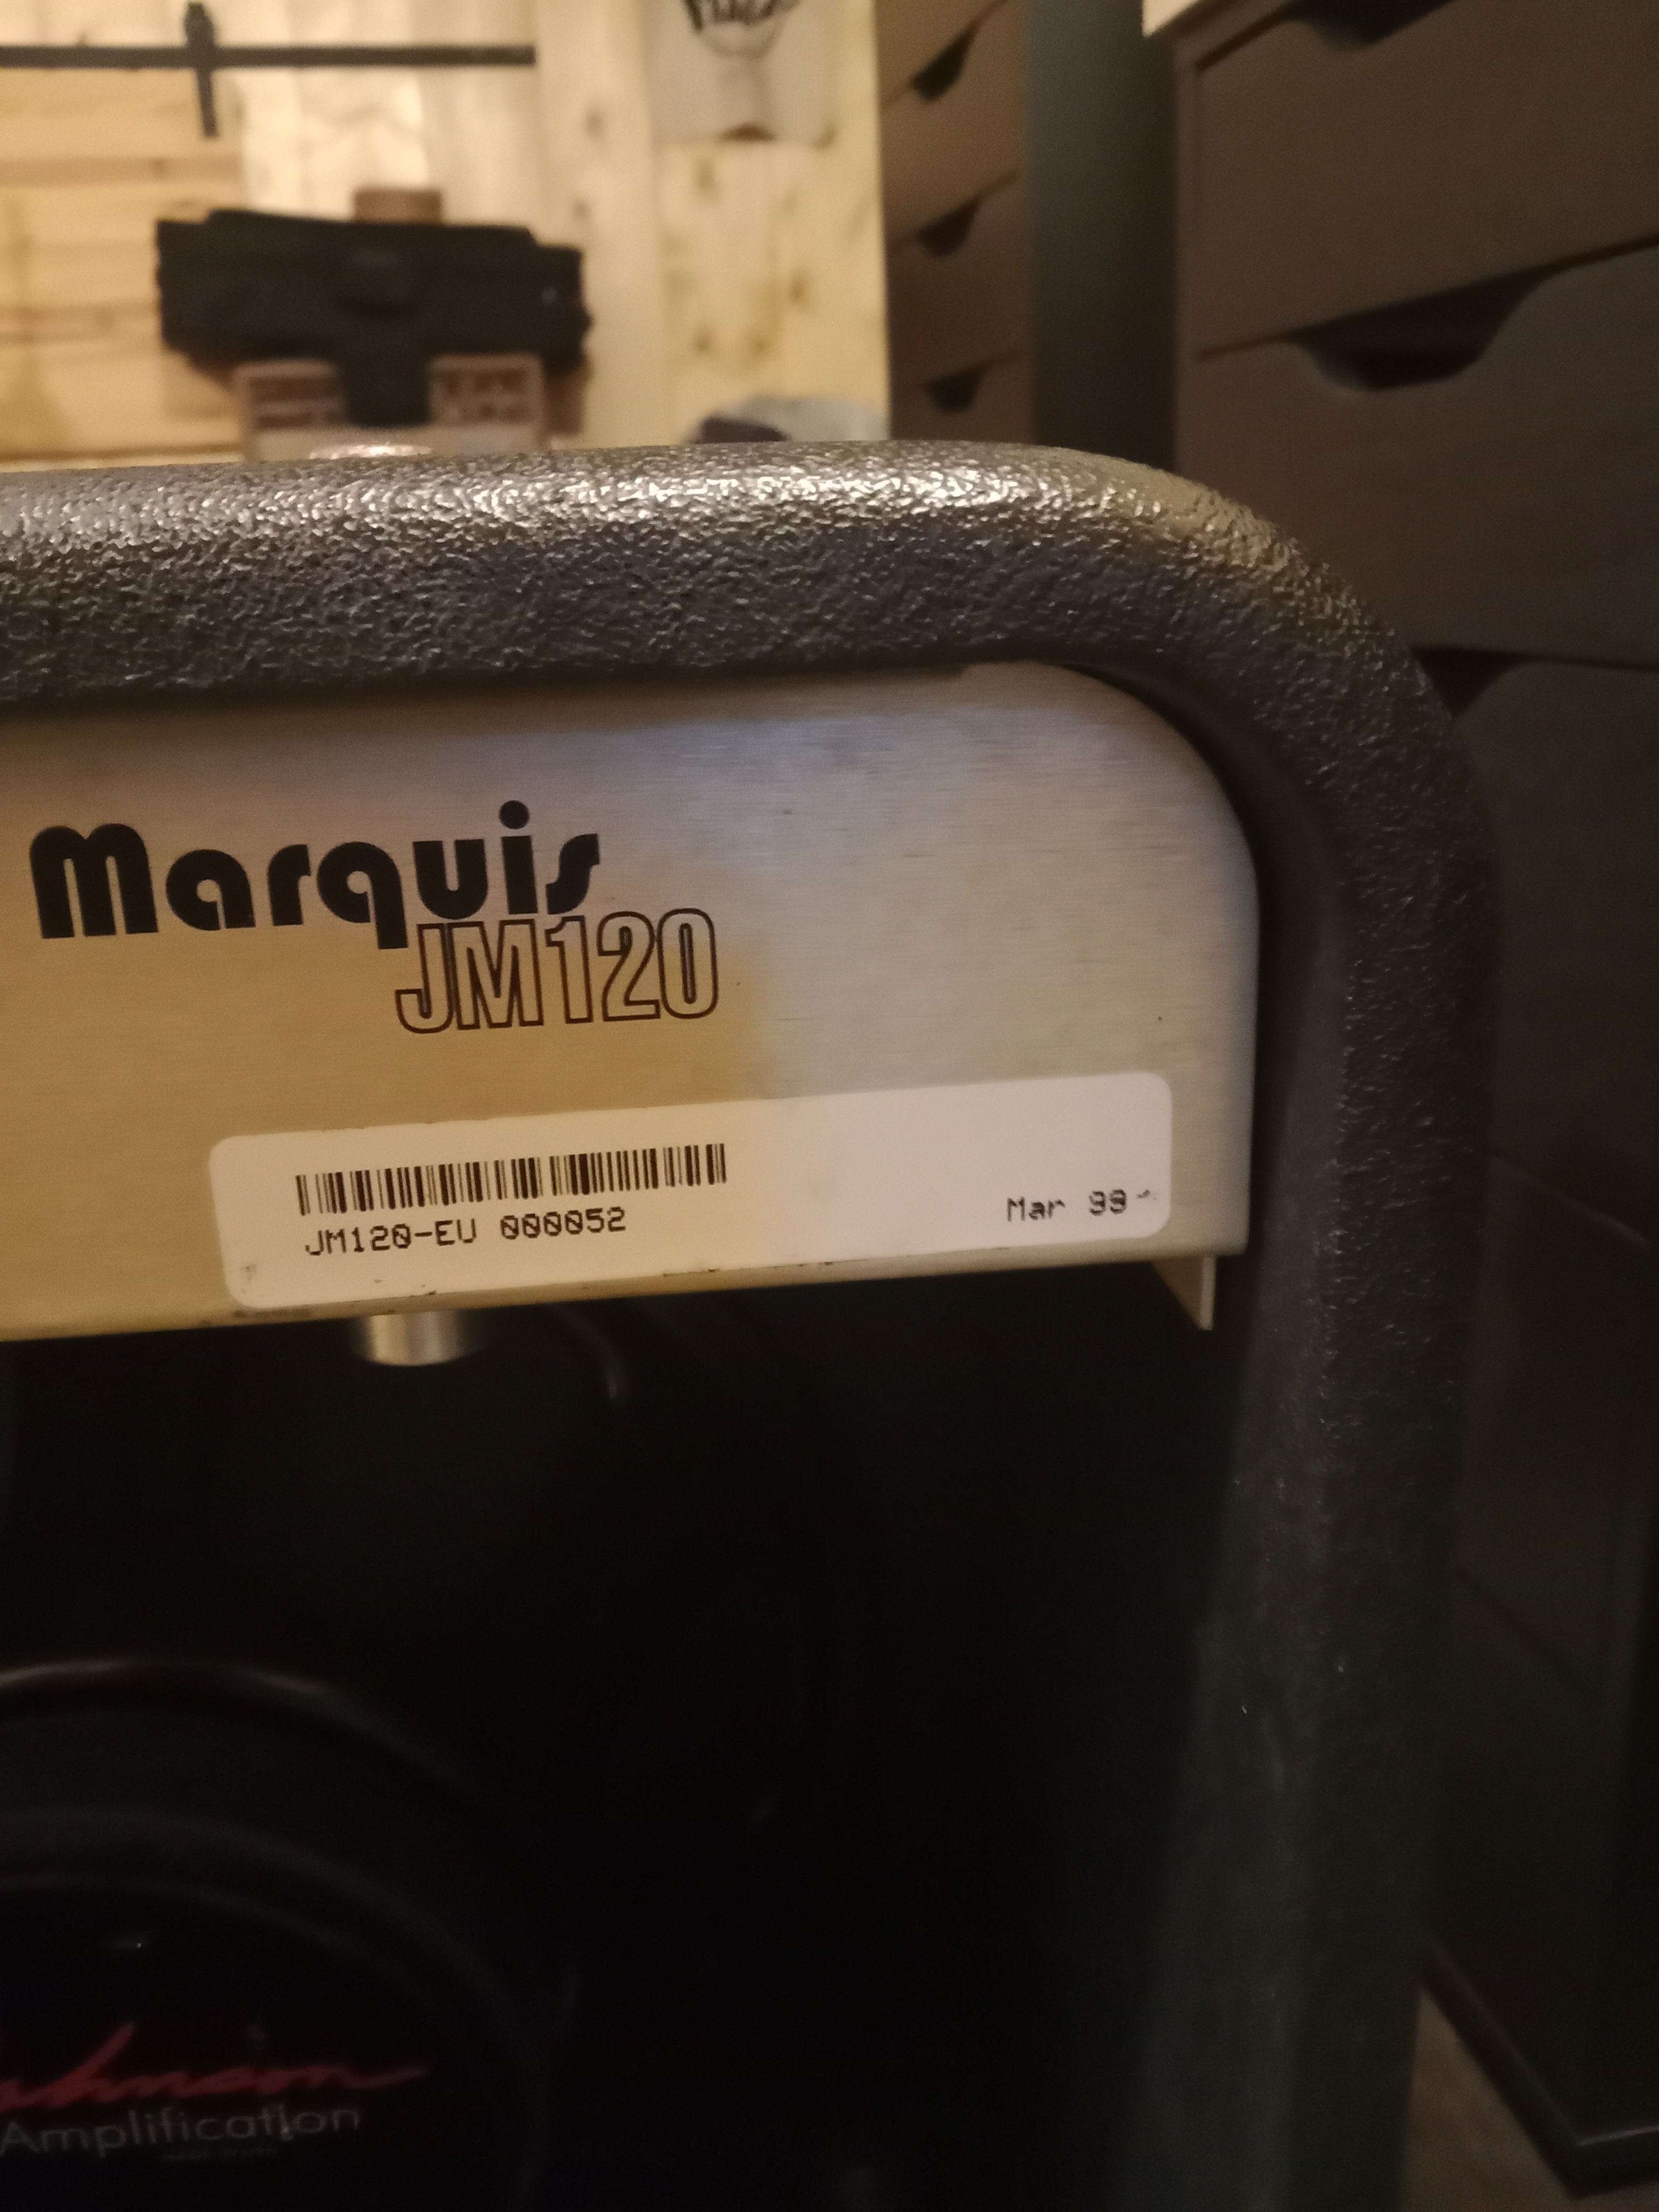 Marquis
JM120
JM120-EU 000052
Mar 99
Amplification